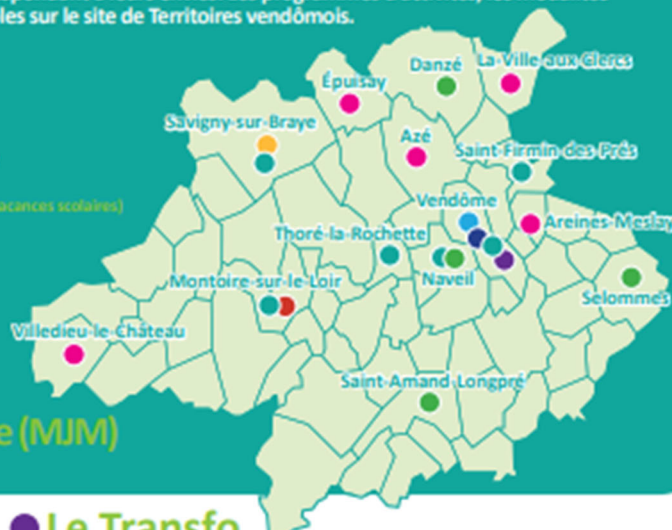 les sur le site de Territoires vendômois.
Danzé
La-Ville-aux-Clercs
Épuisay
Savigny-sur-Braye
Azé
Saint-Firmin-des-Prés
acances scolaires)
Vendôme
Areines-Meslay
Thoré-la-Rochette
Naveil
Montoire-sur-le-Loir
Selommes
Villedieu-le-Château
Saint-Amand Longpré
e (MJM)
Le Transfo